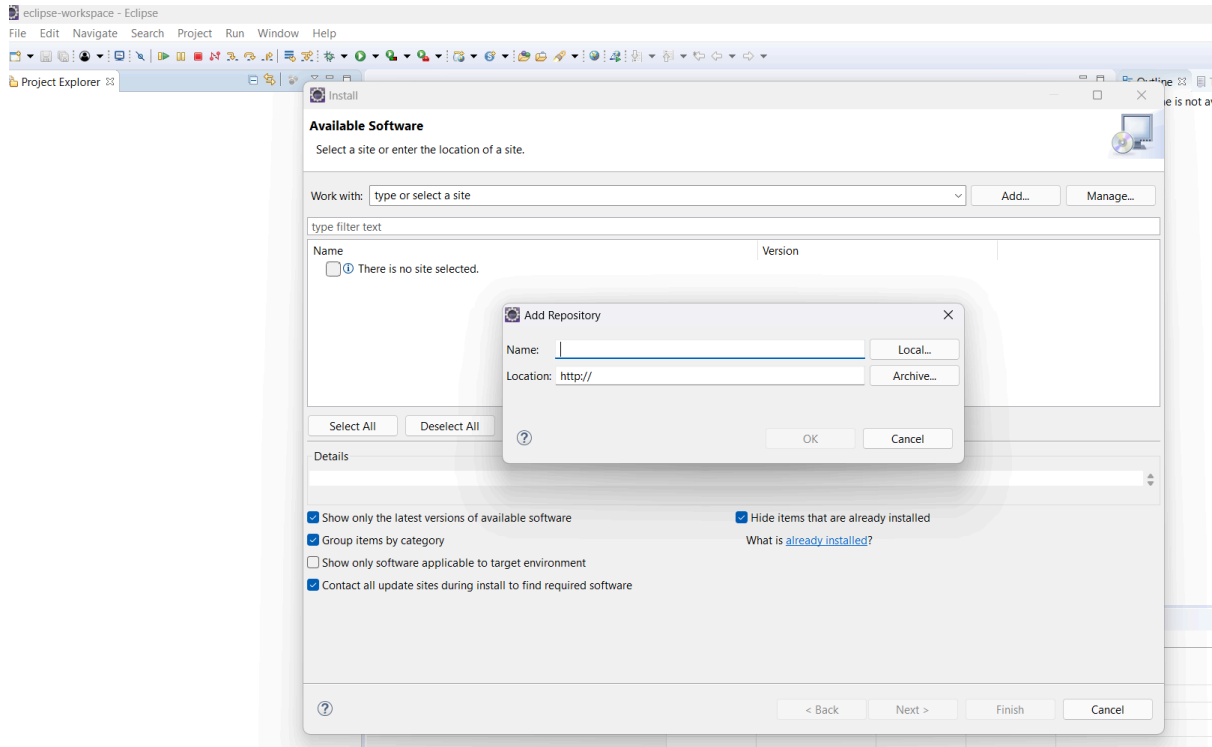 eclipse-workspace - Eclipse
File Edit Navigate Search Project Run Window Help
Project Explorer
Outline
e is not a
Install
Available Software
Select a site or enter the location of a site.
Work with: type or select a site Add... Manage...
type filter text
Name Version
There is no site selected.
Add Repository
Name: Local...
Location: http:// Archive...
OK Cancel
Select All Deselect All
Details
Show only the latest versions of available software Hide items that are already installed
Group items by category What is already installed?
Show only software applicable to target environment
Contact all update sites during install to find required software
< Back Next > Finish Cancel